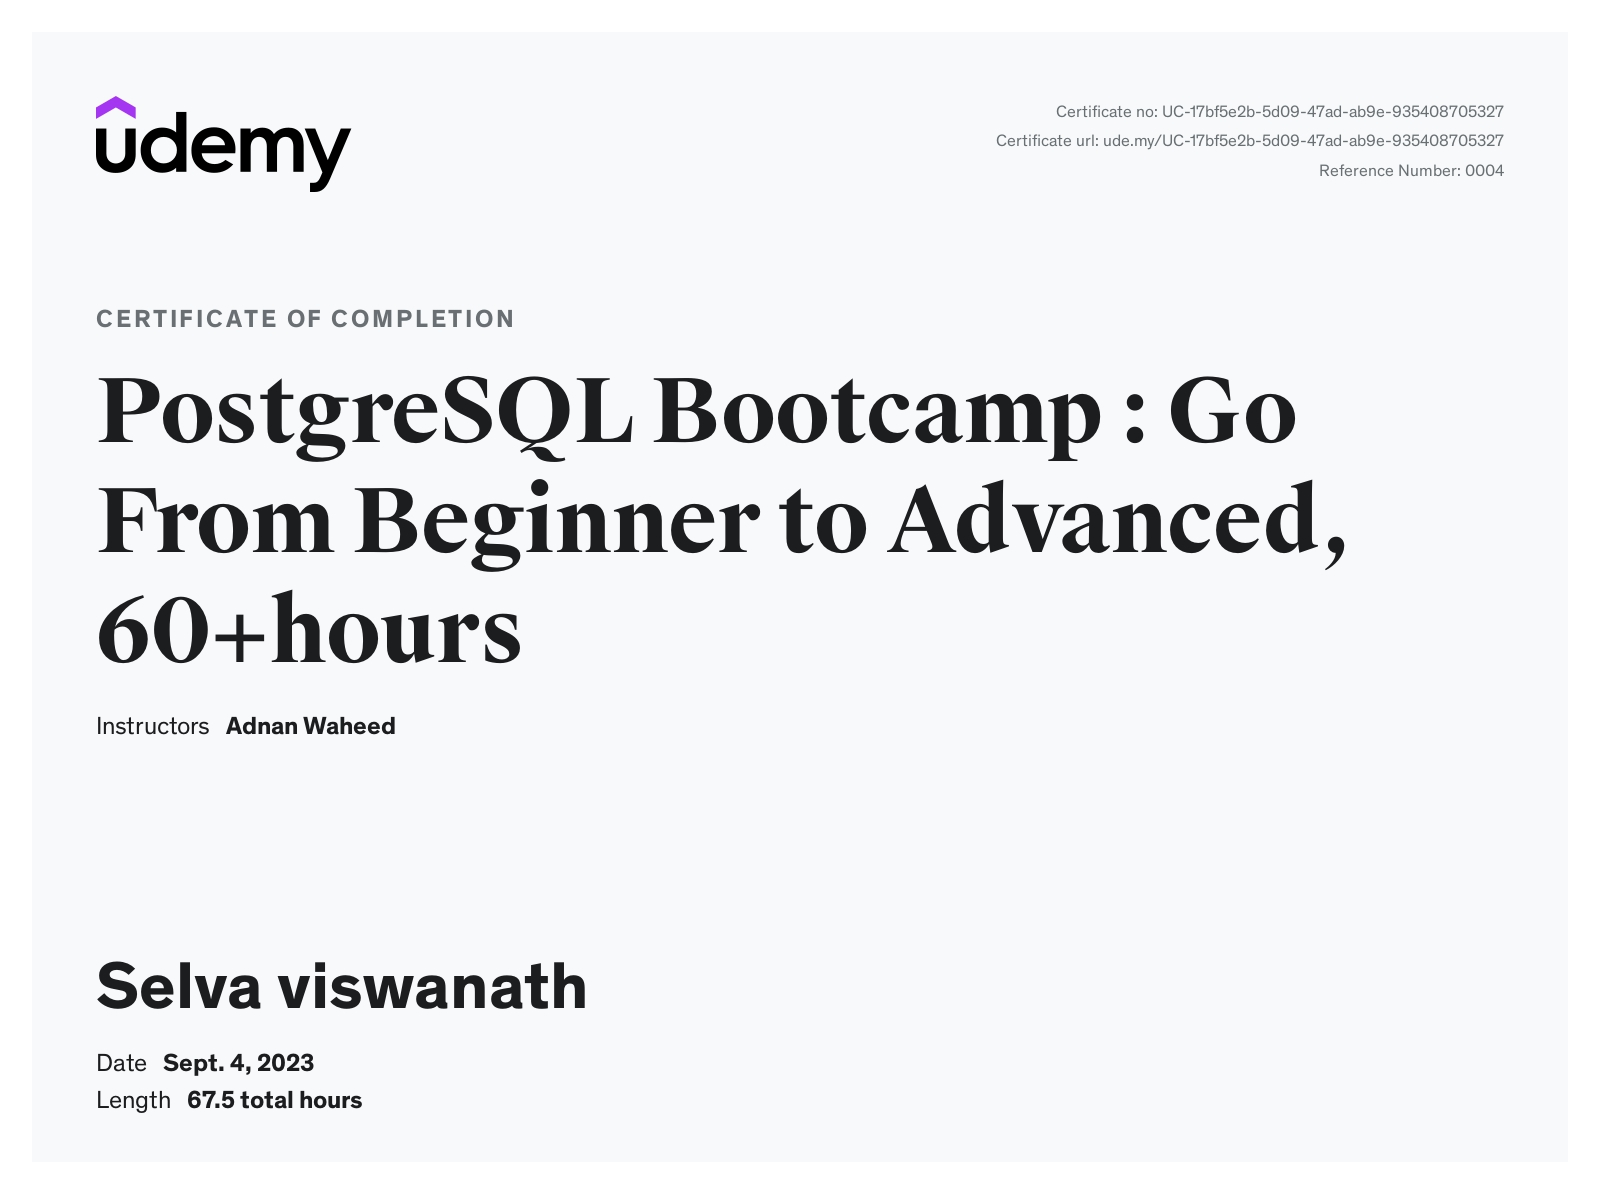 udemy
Certificate no: UC-17bf5e2b-5d09-47ad-ab9e-935408705327
Certificate url: ude.my/UC-17bf5e2b-5d09-47ad-ab9e-935408705327
Reference Number: 0004
CERTIFICATE OF COMPLETION
PostgreSQL Bootcamp : Go
From Beginner to Advanced,
60+hours
Instructors Adnan Waheed
Selva viswanath
Date Sept. 4, 2023
Length 67.5 total hours